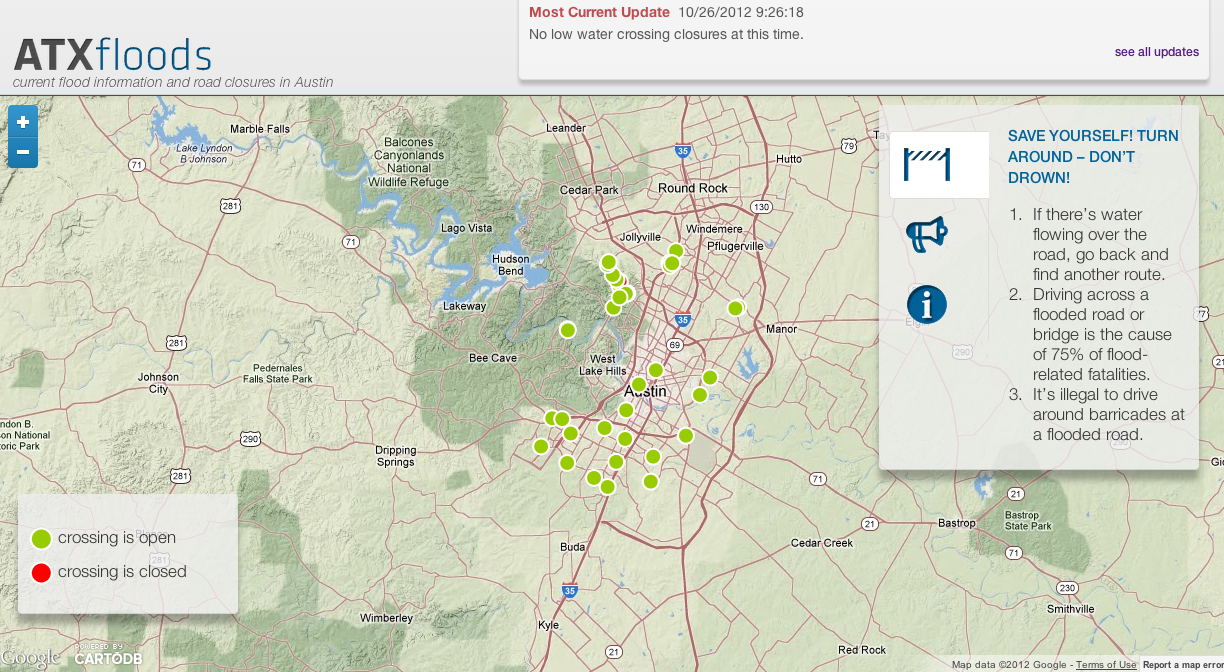 Most Current Update 10/26/2012 9:26:18
No low water crossing closures at this time.
see all updates
ATXfloods
current flood information and road closures in Austin
+
−
SAVE YOURSELF! TURN
AROUND – DON'T
DROWN!
1. If there's water
flowing over the
road, go back and
find another route.
2. Driving across a
flooded road or
bridge is the cause
of 75% of flood-
related fatalities.
3. It's illegal to drive
around barricades at
a flooded road.
i
Marble Falls
Leander
Lake Lyndon
B Johnson
Balcones
Canyonlands
National
Wildlife Refuge
35
79
Hutto
71
Cedar Park
Round Rock
281
130
Lago Vista
Windermere
71
Jollyville
Pflugerville
Hudson
Bend
Lakeway
35
Manor
281
69
290
Bee Cave
West
Lake Hills
Johnson
City
Pedernales
Falls State Park
Austin
290
Dripping
Springs
281
71
21
Bastrop
Bastrop
State Park
21
Buda
Cedar Creek
71
crossing is open
281
crossing is closed
35
230
Smithville
Wimberley
Kyle
21
Red Rock
Google
POWERED BY
CARTODB
Map data ©2012 Google - Terms of Use Report a map error